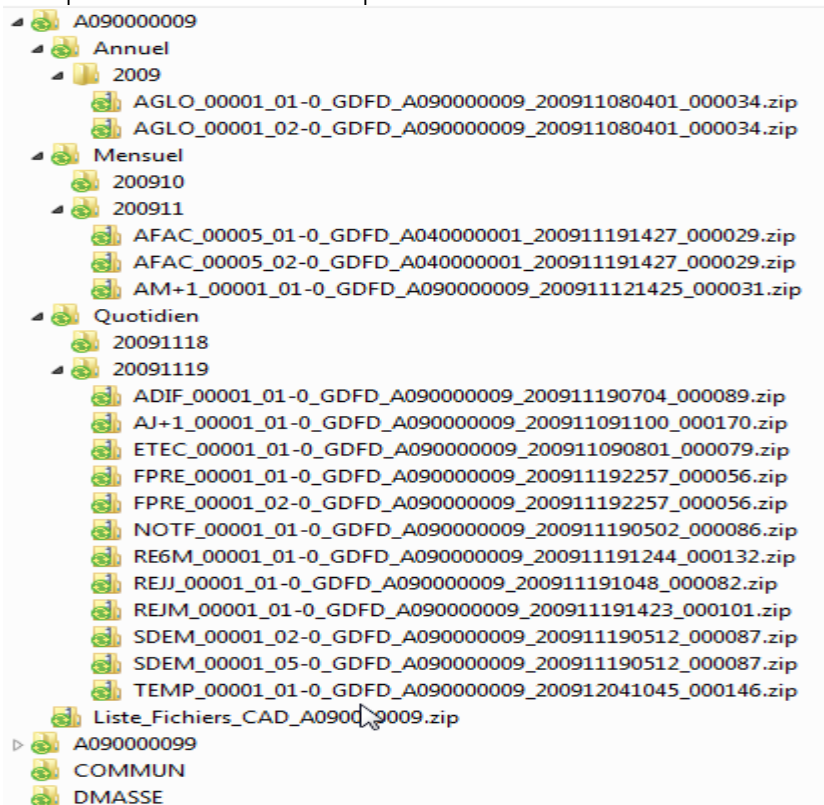 A090000009
Annuel
2009
AGLO_00001_01-0_GDFD_A090000009_200911080401_000034.zip
AGLO_00001_02-0_GDFD_A090000009_200911080401_000034.zip
Mensuel
200910
200911
AFAC_00005_01-0_GDFD_A040000001_200911191427_000029.zip
AFAC_00005_02-0_GDFD_A040000001_200911191427_000029.zip
AM+1_00001_01-0_GDFD_A090000009_200911121425_000031.zip
Quotidien
20091118
20091119
ADIF_00001_01-0_GDFD_A090000009_200911190704_000089.zip
AJ+1_00001_01-0_GDFD_A090000009_200911091100_000170.zip
ETEC_00001_01-0_GDFD_A090000009_200911090801_000079.zip
FPRE_00001_01-0_GDFD_A090000009_200911192257_000056.zip
FPRE_00001_02-0_GDFD_A090000009_200911192257_000056.zip
NOTF_00001_01-0_GDFD_A090000009_200911190502_000086.zip
RE6M_00001_01-0_GDFD_A090000009_200911191244_000132.zip
REJJ_00001_01-0_GDFD_A090000009_200911191048_000082.zip
REJM_00001_01-0_GDFD_A090000009_200911191423_000101.zip
SDEM_00001_02-0_GDFD_A090000009_200911190512_000087.zip
SDEM_00001_05-0_GDFD_A090000009_200911190512_000087.zip
TEMP_00001_01-0_GDFD_A090000009_200912041045_000146.zip
Liste_Fichiers_CAD_A090000009.zip
A090000099
COMMUN
DMASSE